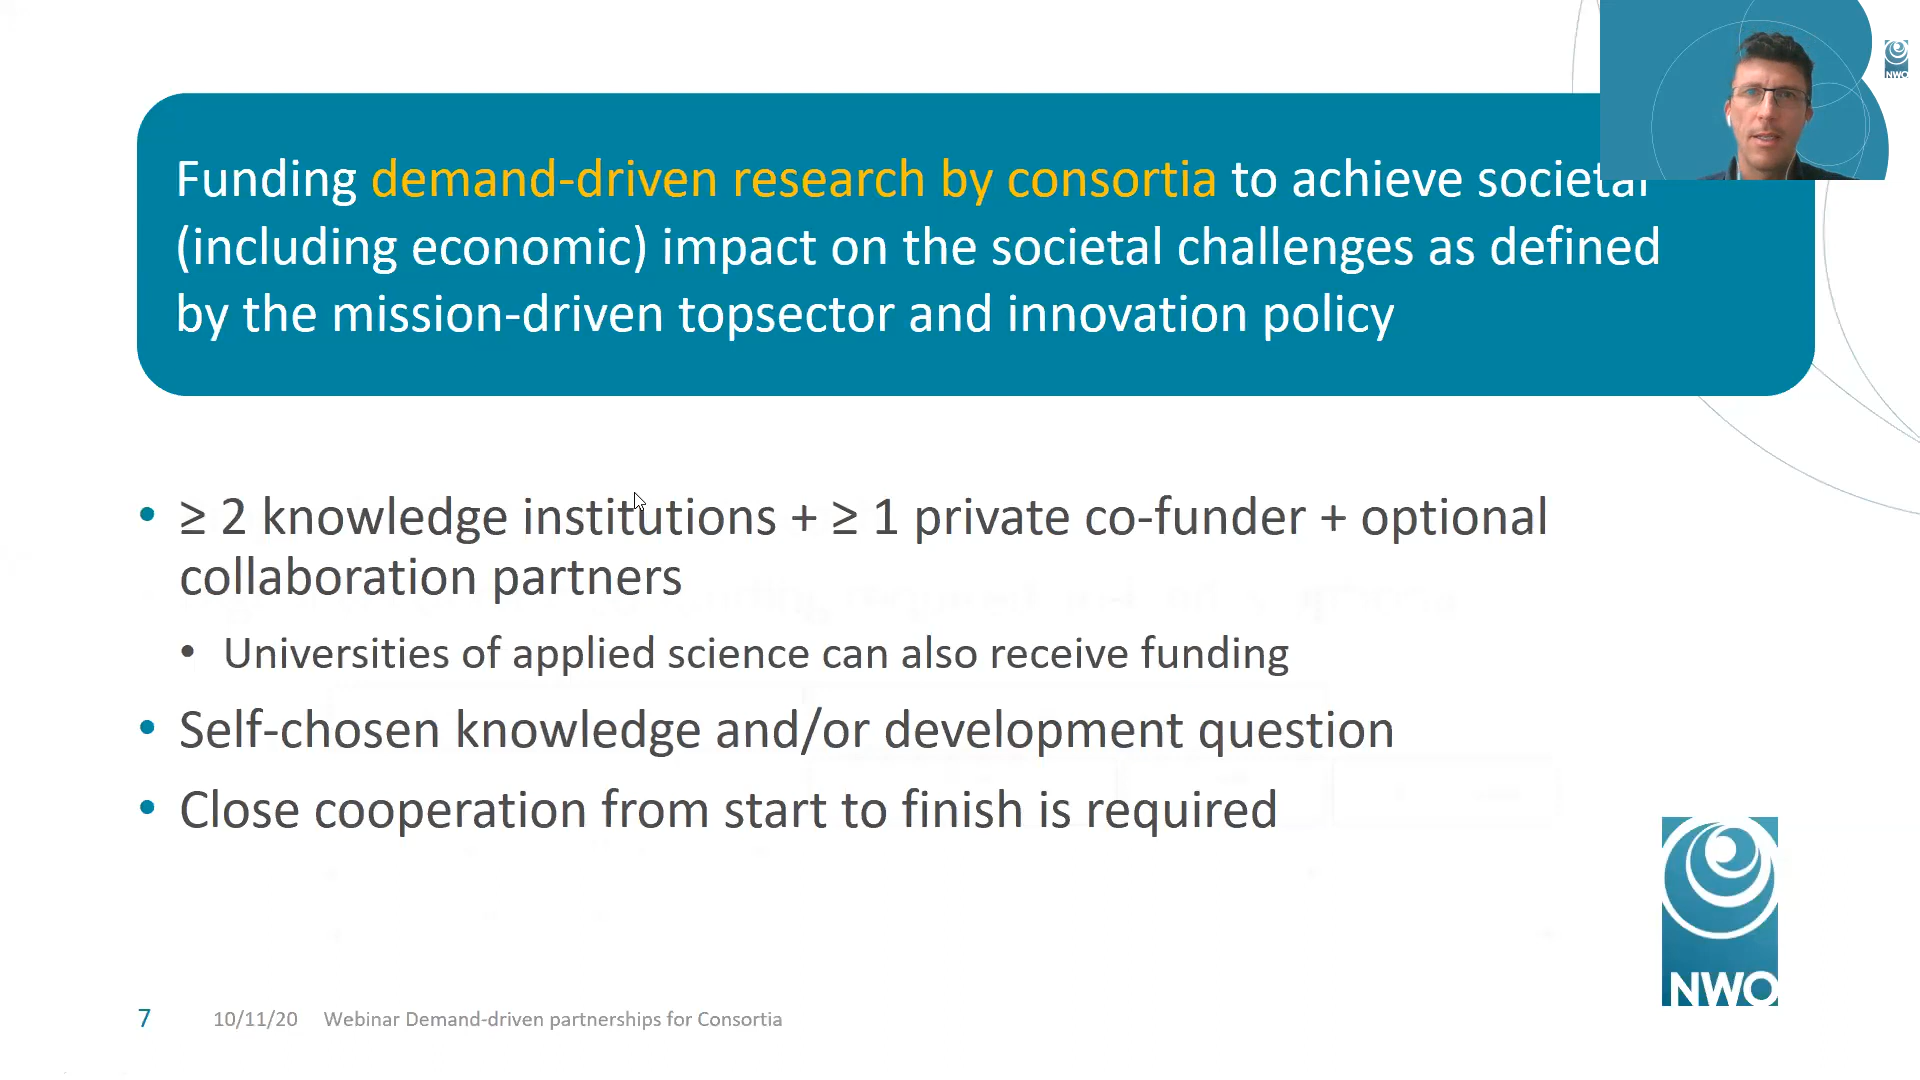 Funding demand-driven research by consortia to achieve societal
(including economic) impact on the societal challenges as defined
by the mission-driven topsector and innovation policy
• ≥ 2 knowledge institutions + ≥ 1 private co-funder + optional
collaboration partners
• Universities of applied science can also receive funding
• Self-chosen knowledge and/or development question
• Close cooperation from start to finish is required
NWO
NWO
7 10/11/20 Webinar Demand-driven partnerships for Consortia